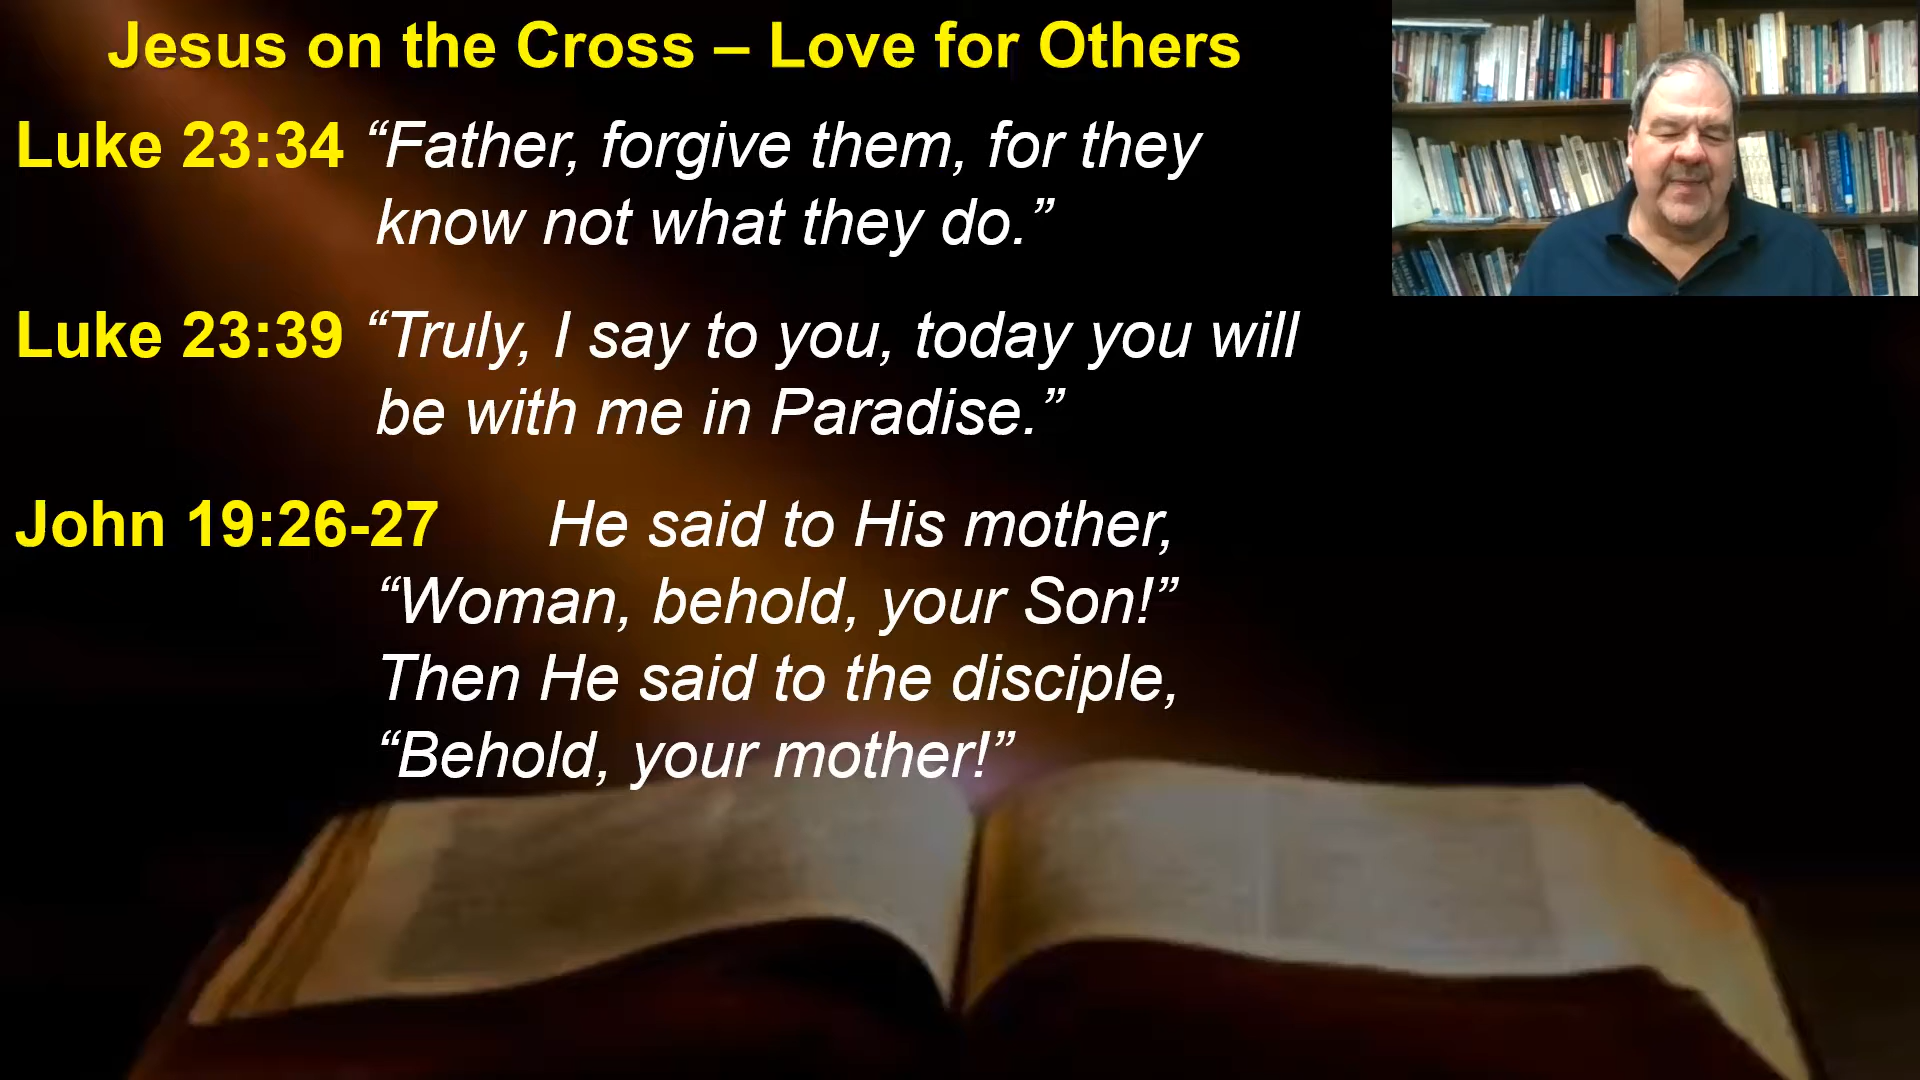 Jesus on the Cross – Love for Others
Luke 23:34 “Father, forgive them, for they
know not what they do.”
Luke 23:39 “Truly, I say to you, today you will
be with me in Paradise.”
John 19:26-27 He said to His mother,
“Woman, behold, your Son!”
Then He said to the disciple,
“Behold, your mother!”